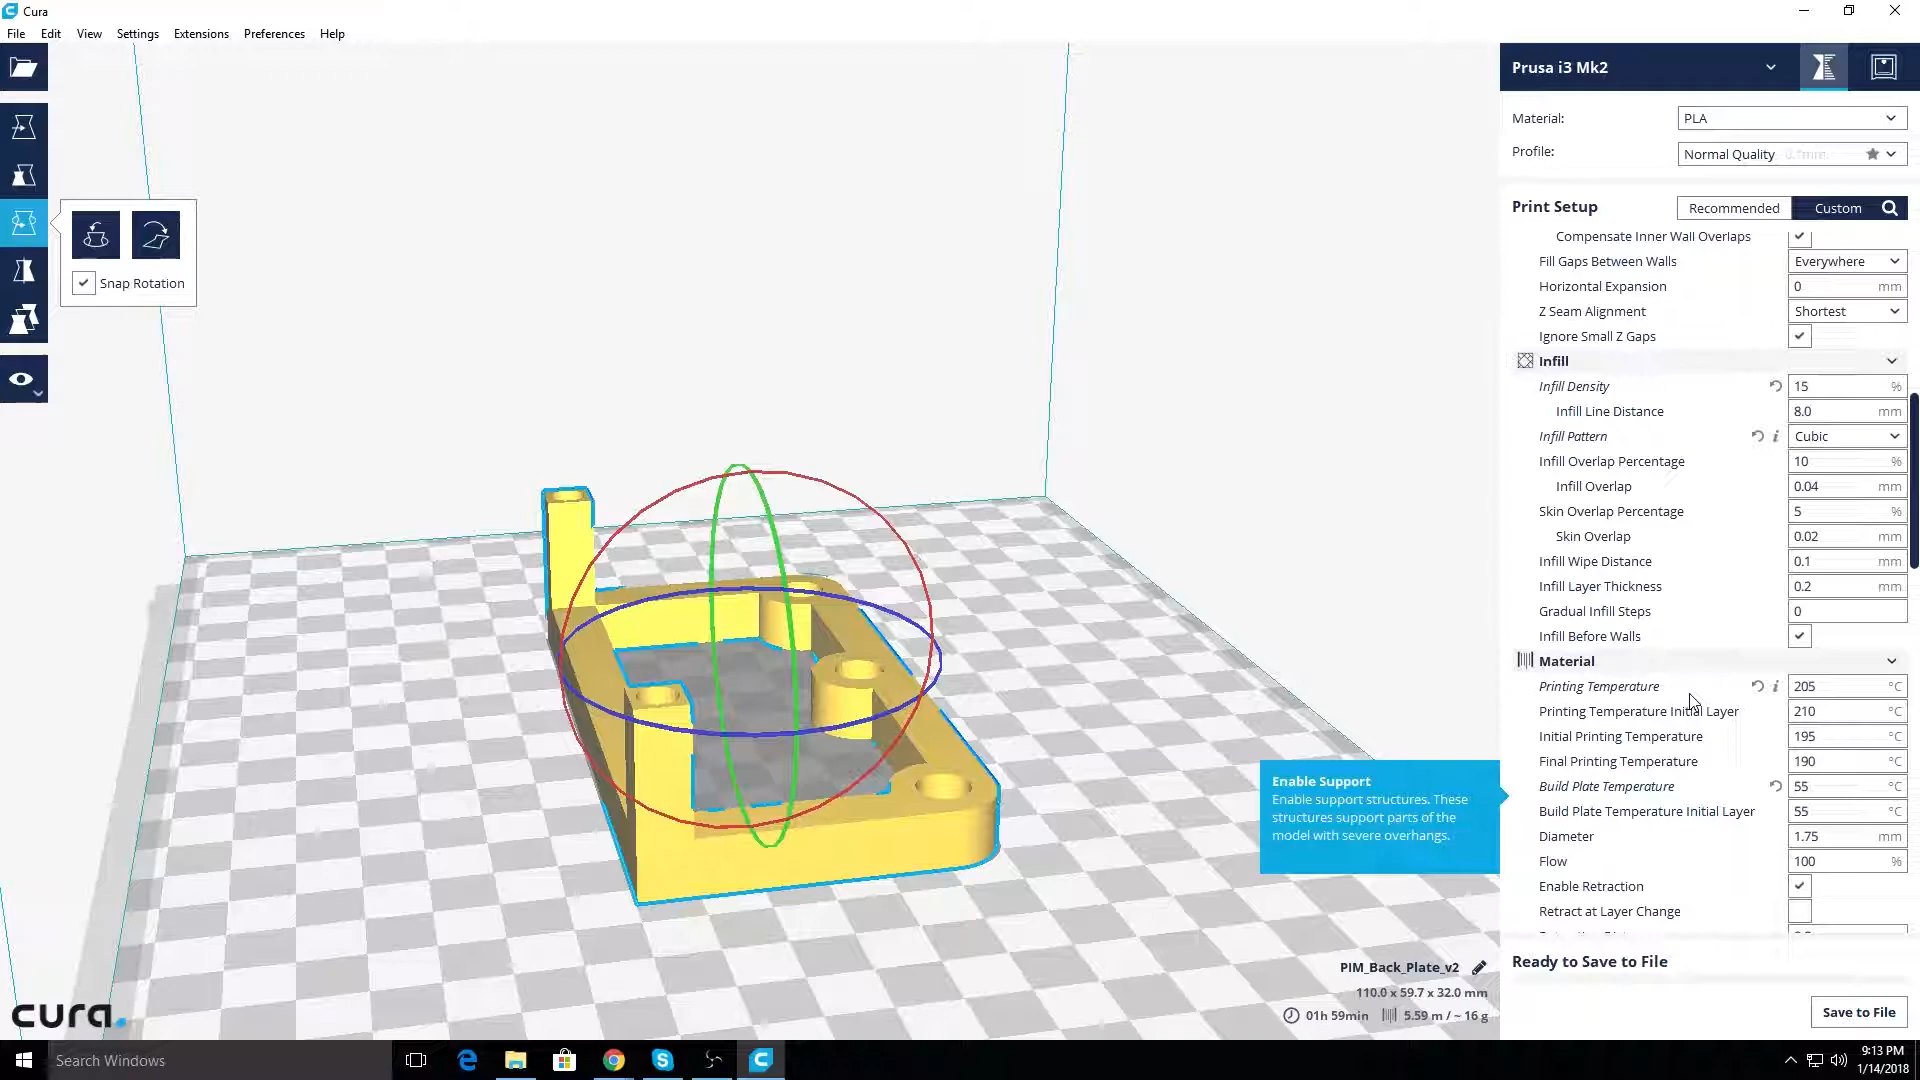 Cura
File Edit View Settings Extensions Preferences Help
Prusa i3 Mk2
Material: PLA
Profile: Normal Quality
Print Setup Recommended Custom
Snap Rotation
Compensate Inner Wall Overlaps
Fill Gaps Between Walls Everywhere
Horizontal Expansion 0 mm
Z Seam Alignment Shortest
Ignore Small Z Gaps
Infill
Infill Density 15 %
Infill Line Distance 8.0 mm
Infill Pattern i Cubic
Infill Overlap Percentage 10 %
Infill Overlap 0.04 mm
Skin Overlap Percentage 5 %
Skin Overlap 0.02 mm
Infill Wipe Distance 0.1 mm
Infill Layer Thickness 0.2 mm
Gradual Infill Steps 0
Infill Before Walls
Material
Printing Temperature i 205 °C
Printing Temperature Initial Layer 210 °C
Initial Printing Temperature 195 °C
Final Printing Temperature 190 °C
Build Plate Temperature 55 °C
Build Plate Temperature Initial Layer 55 °C
Diameter 1.75 mm
Flow 100 %
Enable Retraction
Retract at Layer Change
Enable Support
Enable support structures. These
structures support parts of the
model with severe overhangs.
PIM_Back_Plate_v2
110.0 x 59.7 x 32.0 mm
01h 59min 5.59 m / ~ 16 g
Ready to Save to File
Save to File
cura.
Search Windows
9:13 PM
1/14/2018